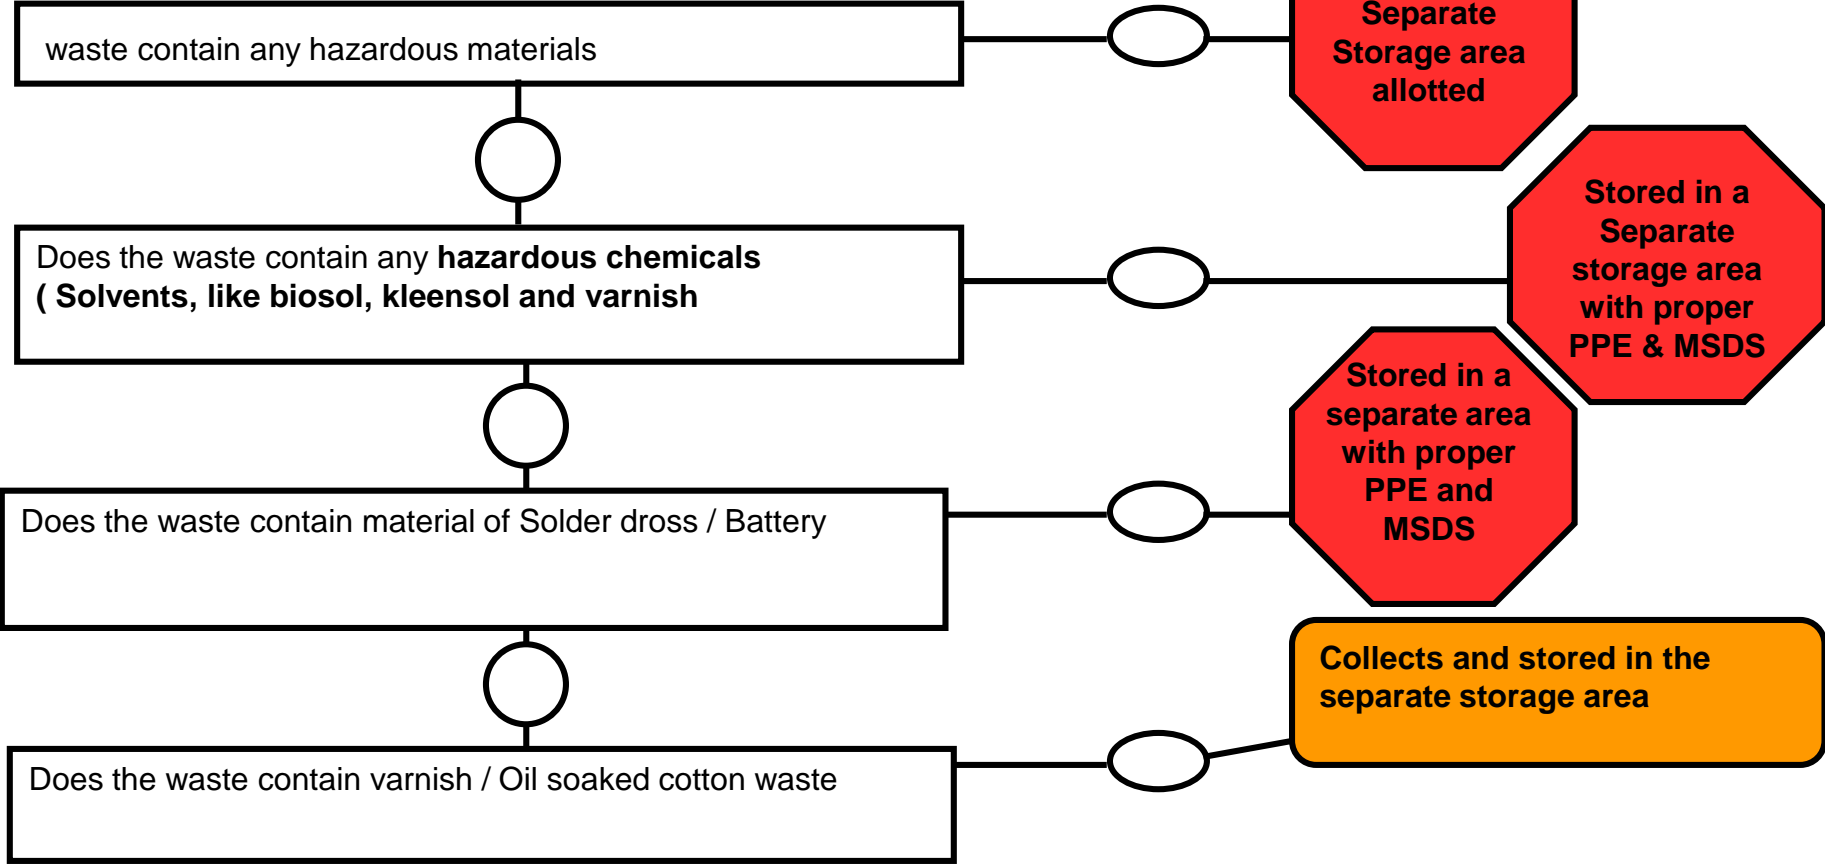 waste contain any hazardous materials
Separate
Storage area
allotted
Does the waste contain any hazardous chemicals
( Solvents, like biosol, kleensol and varnish
Stored in a
Separate
storage area
with proper
PPE & MSDS
Does the waste contain material of Solder dross / Battery
Stored in a
separate area
with proper
PPE and
MSDS
Does the waste contain varnish / Oil soaked cotton waste
Collects and stored in the
separate storage area